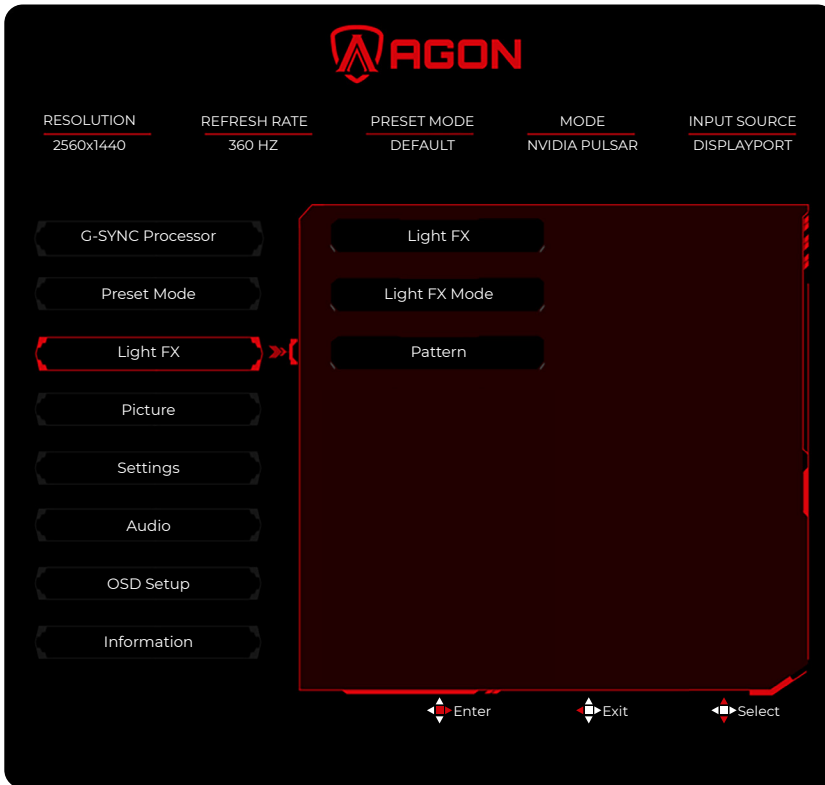 AGON
RESOLUTION REFRESH RATE PRESET MODE MODE INPUT SOURCE
2560x1440 360 HZ DEFAULT NVIDIA PULSAR DISPLAYPORT
G-SYNC Processor Light FX
Preset Mode Light FX Mode
Light FX Pattern
Picture
Settings
Audio
OSD Setup
Information
Enter Exit Select